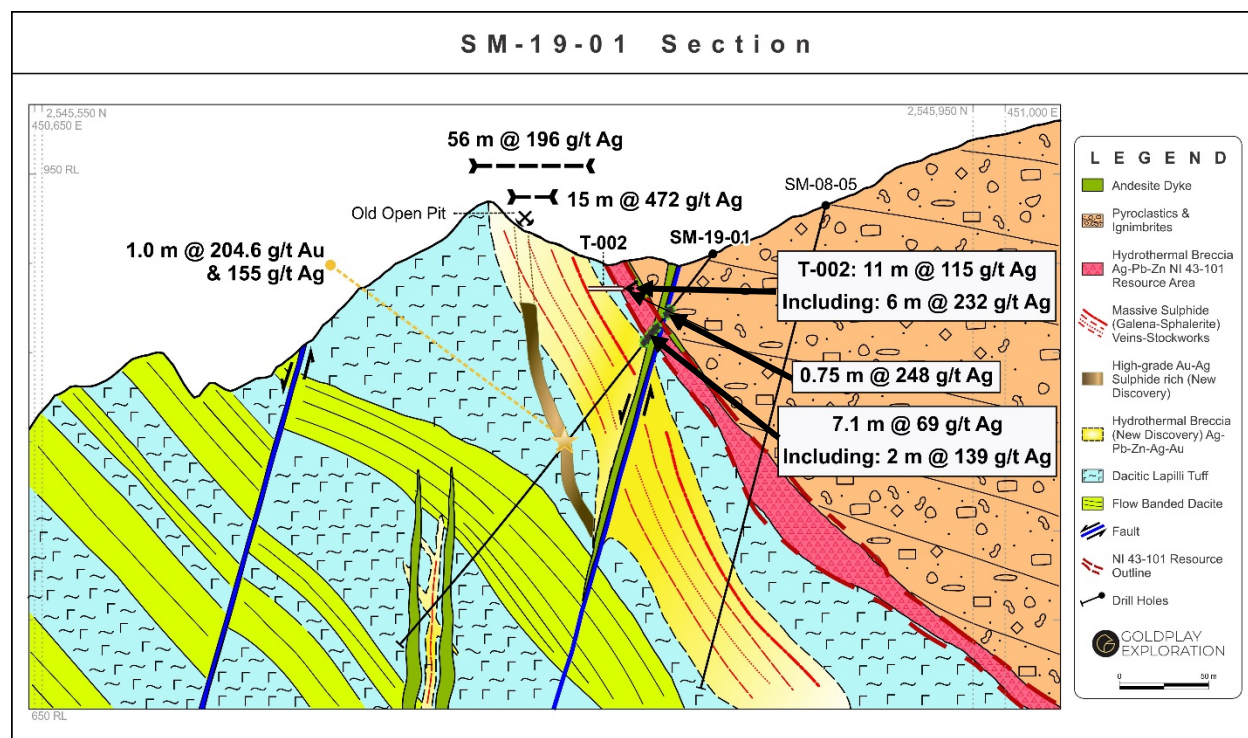 SM-19-01 Section
2,545,550 N
450,650 E
2,545,950 N
451,000 E
950 RL
56 m @ 196 g/t Ag
15 m @ 472 g/t Ag
Old Open Pit
T-002
SM-19-01
SM-08-05
1.0 m @ 204.6 g/t Au
& 155 g/t Ag
T-002: 11 m @ 115 g/t Ag
Including: 6 m @ 232 g/t Ag
0.75 m @ 248 g/t Ag
7.1 m @ 69 g/t Ag
Including: 2 m @ 139 g/t Ag
650 RL
LEGEND
Andesite Dyke
Pyroclastics &
Ignimbrites
Hydrothermal Breccia
Ag-Pb-Zn NI 43-101
Resource Area
Massive Sulphide
(Galena-Sphalerite)
Veins-Stockworks
High-grade Au-Ag
Sulphide rich (New
Discovery)
Hydrothermal Breccia
(New Discovery) Ag-
Pb-Zn-Ag-Au
Dacitic Lapilli Tuff
Flow Banded Dacite
Fault
NI 43-101 Resource
Outline
Drill Holes
GOLDPLAY
EXPLORATION
0 50 m